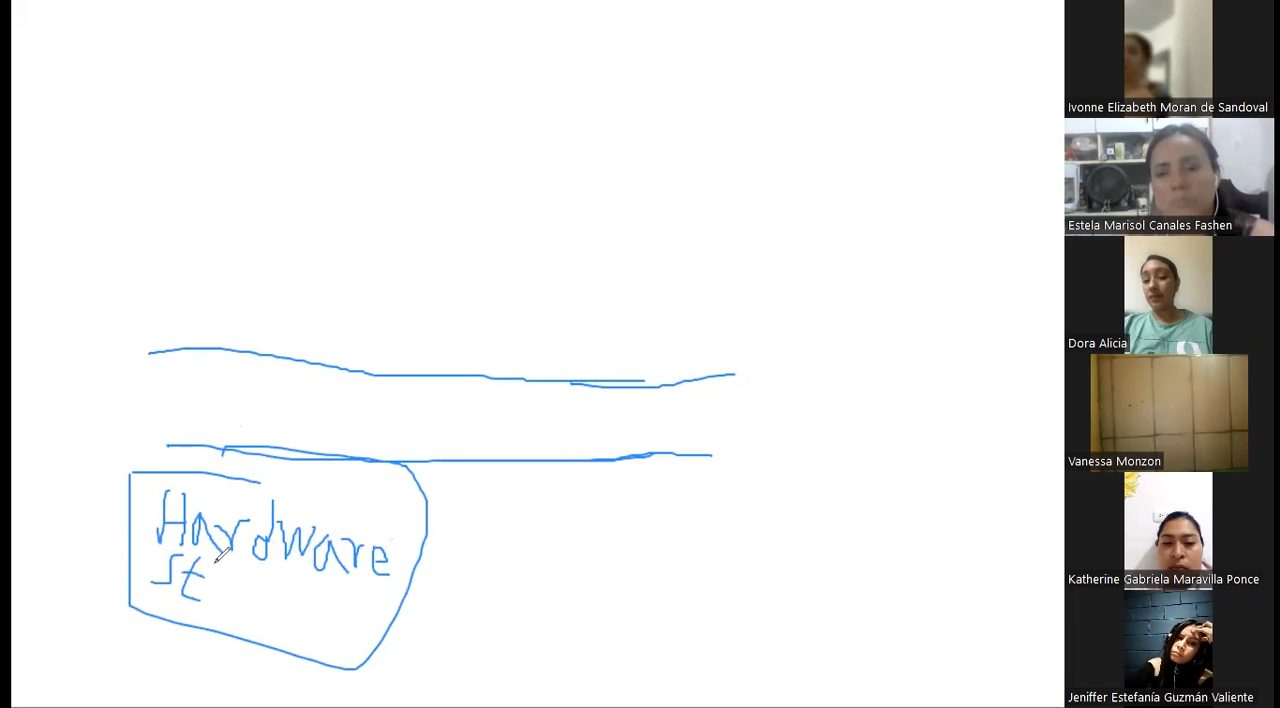 Hardware
St
Ivonne Elizabeth Moran de Sandoval
Estela Marisol Canales Fashen
Dora Alicia
Vanessa Monzon
Katherine Gabriela Maravilla Ponce
Jeniffer Estefanía Guzmán Valiente